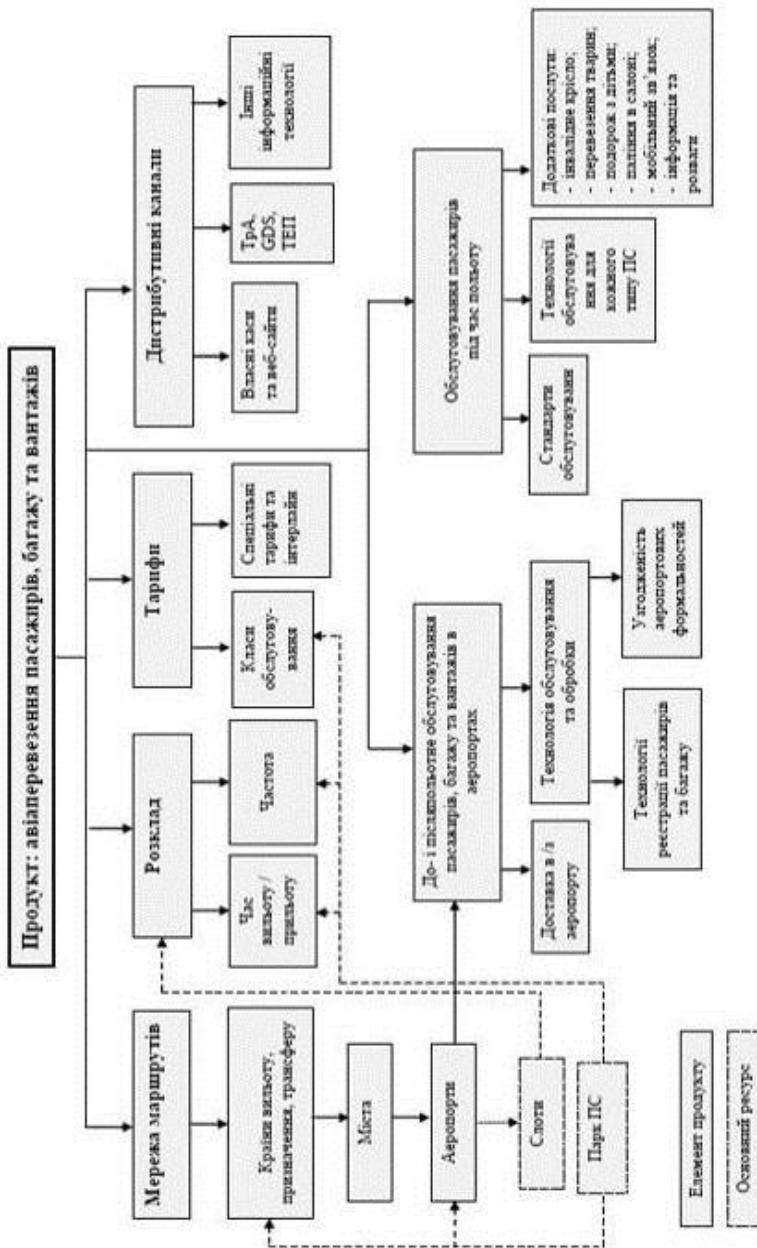 Продукт: авіаперевезення пасажирів, багажу та вантажів
Мережа маршрутів
Розклад
Тарифи
Дистрибутивні канали
Країни вильоту,
призначення, трансферу
Час
вильоту /
прильоту
Частота
Класи
обслугову-
вання
Спеціальні
тарифи та
інтерлайн
Власні каси
та веб-сайти
ТрА,
GDS,
ТЕП
Інші
інформаційні
технології
Міста
Аеропорти
Слоти
Парк ПС
До- і післяпольотне обслуговування
пасажирів, багажу та вантажів в
аеропортах
Обслуговування пасажирів
під час польоту
Доставка в /з
аеропорту
Технологія обслуговування
та обробки
Стандарти
обслуговуванн
Технології
обслуговува
ння для
кожного
типу ПС
Додаткові послуги:
- інвалідне крісло;
- перевезення тварин;
- подорож з дітьми;
- паління в салоні;
- мобільний зв'язок;
- інформація та
розваги
Технології
реєстрації пасажирів
та багажу
Узгодженість
аеропортових
формальностей
Елемент продукту
Основний ресурс